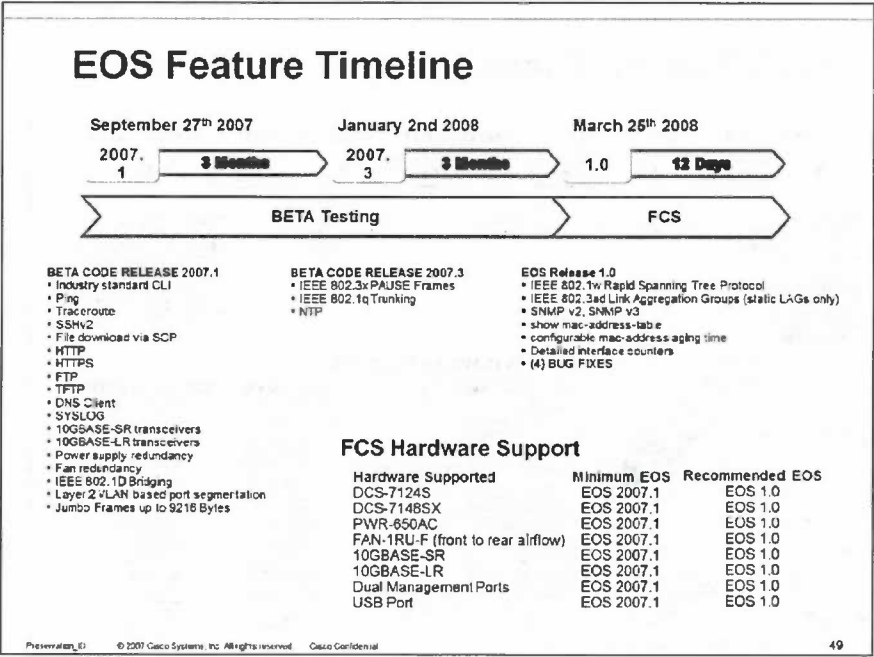 EOS Feature Timeline
September 27th 2007
January 2nd 2008
March 25th 2008
2007.
1
3 Months
2007.
3
3 Months
1.0
12 Days
BETA Testing
FCS
BETA CODE RELEASE 2007.1
• Industry standard CLI
• Ping
• Traceroute
• SSHv2
• File download via SCP
• HTTP
• HTTPS
• FTP
• TFTP
• DNS Client
• SYSLOG
• 10GBASE-SR transceivers
• 10GBASE-LR transceivers
• Power supply redundancy
• Fan redundancy
• IEEE 802.1D Bridging
• Layer 2 VLAN based port segmentation
• Jumbo Frames up to 9216 Bytes
BETA CODE RELEASE 2007.3
• IEEE 802.3x PAUSE Frames
• IEEE 802.1q Trunking
• NTP
EOS Release 1.0
• IEEE 802.1w Rapid Spanning Tree Protocol
• IEEE 802.3ad Link Aggregation Groups (static LAGs only)
• SNMP v2, SNMP v3
• show mac-address-table
• configurable mac-address aging time
• Detailed interface counters
• (4) BUG FIXES
FCS Hardware Support
Hardware Supported Minimum EOS Recommended EOS
DCS-7124S EOS 2007.1 EOS 1.0
DCS-7148SX EOS 2007.1 EOS 1.0
PWR-650AC EOS 2007.1 EOS 1.0
FAN-1RU-F (front to rear airflow) EOS 2007.1 EOS 1.0
10GBASE-SR EOS 2007.1 EOS 1.0
10GBASE-LR EOS 2007.1 EOS 1.0
Dual Management Ports EOS 2007.1 EOS 1.0
USB Port EOS 2007.1 EOS 1.0
Presentation_ID © 2007 Cisco Systems, Inc. All rights reserved. Cisco Confidential 49